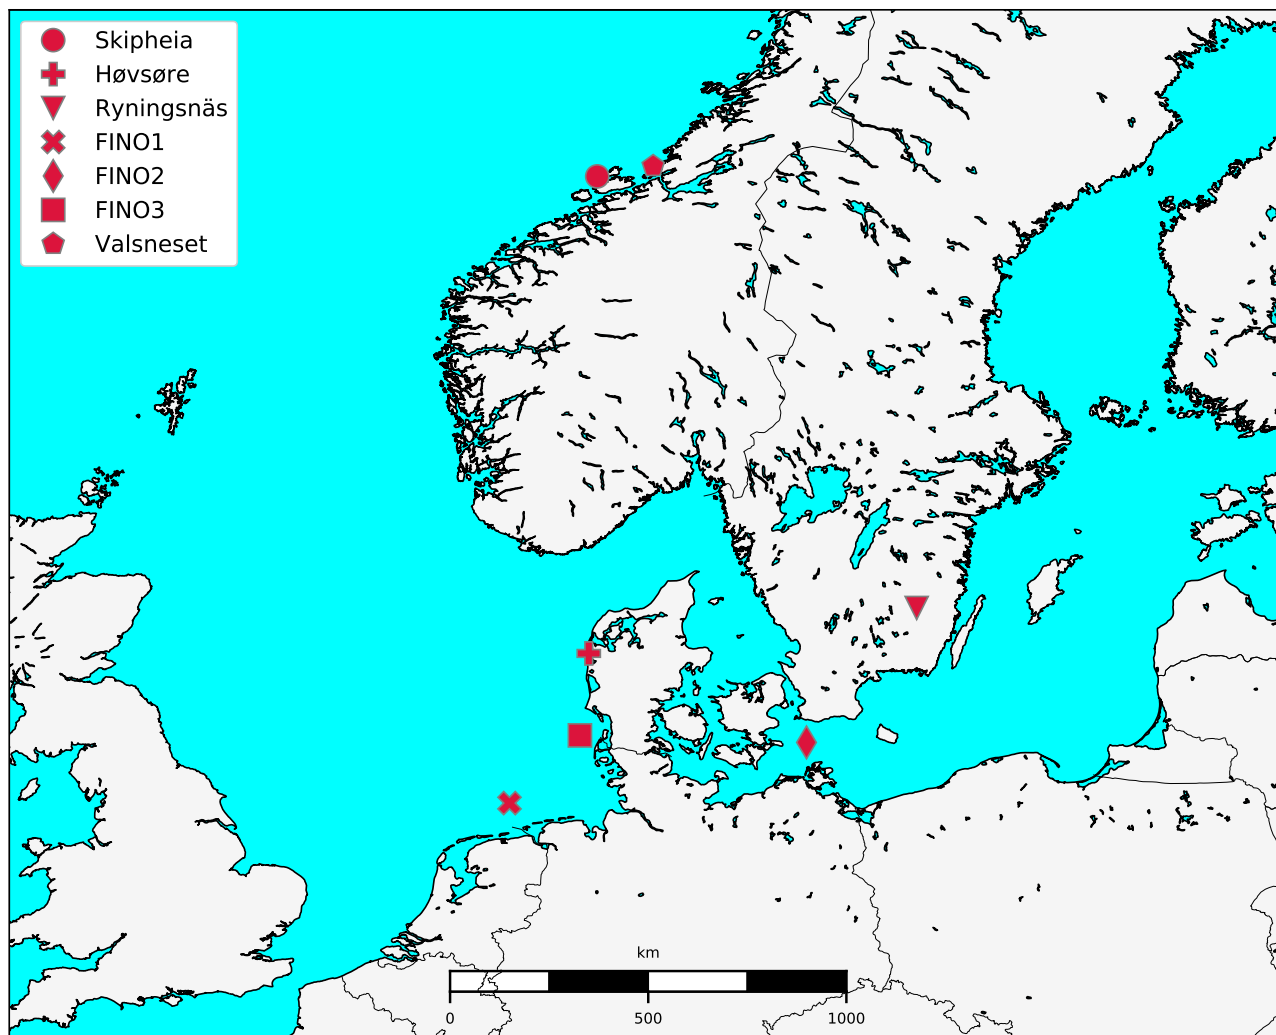 Skipheia
Høvsøre
Ryningsnäs
FINO1
FINO2
FINO3
Valsneset
km
0 500 1000